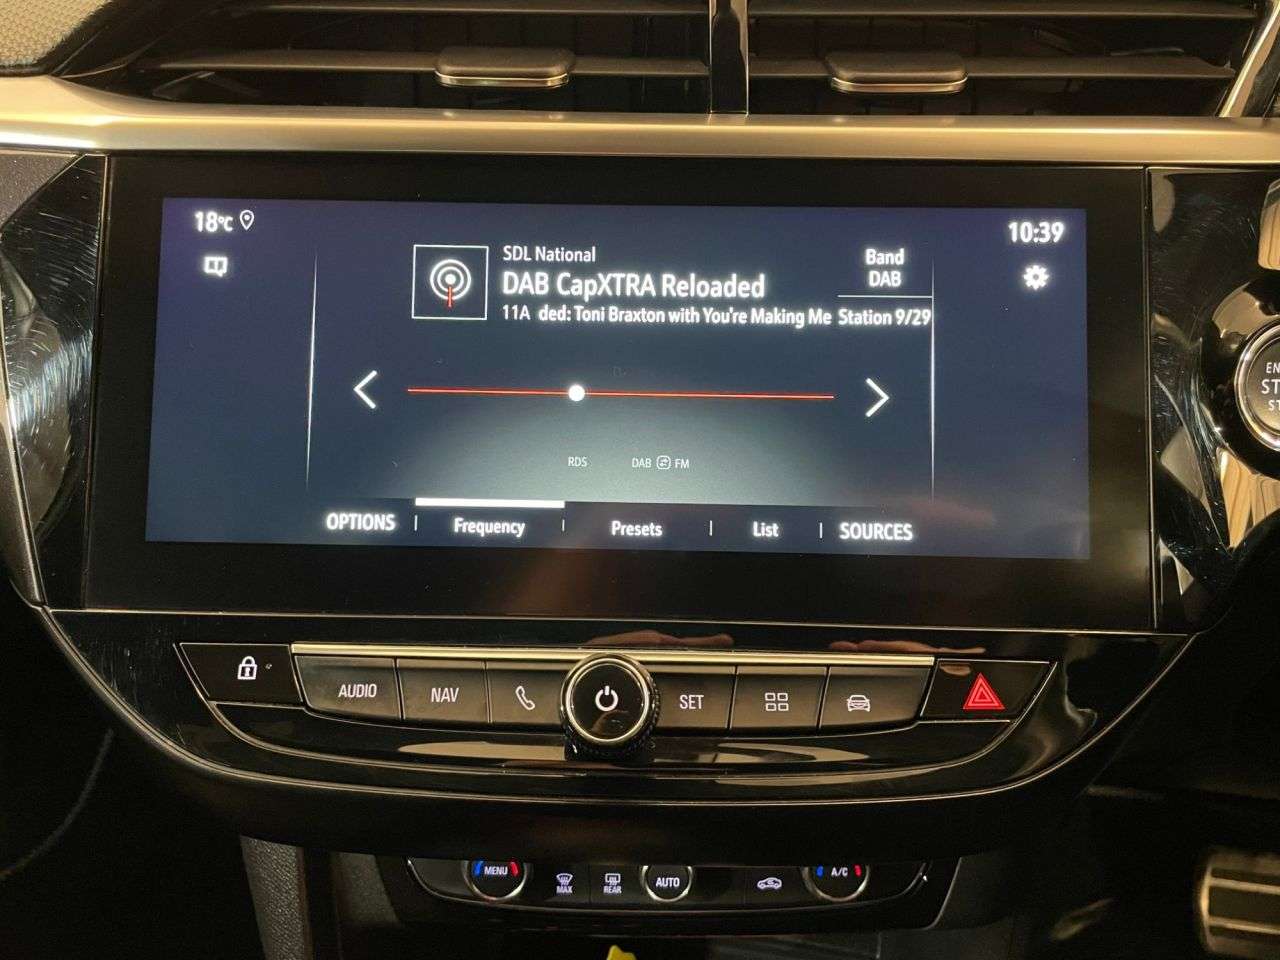 18°C
10:39
SDL National
DAB CapXTRA Reloaded
11A ded: Toni Braxton with You're Making Me
Band
DAB
Station 9/29
RDS
DAB FM
OPTIONS
Frequency
Presets
List
SOURCES
AUDIO
NAV
SET
MENU
MAX
REAR
AUTO
A/C